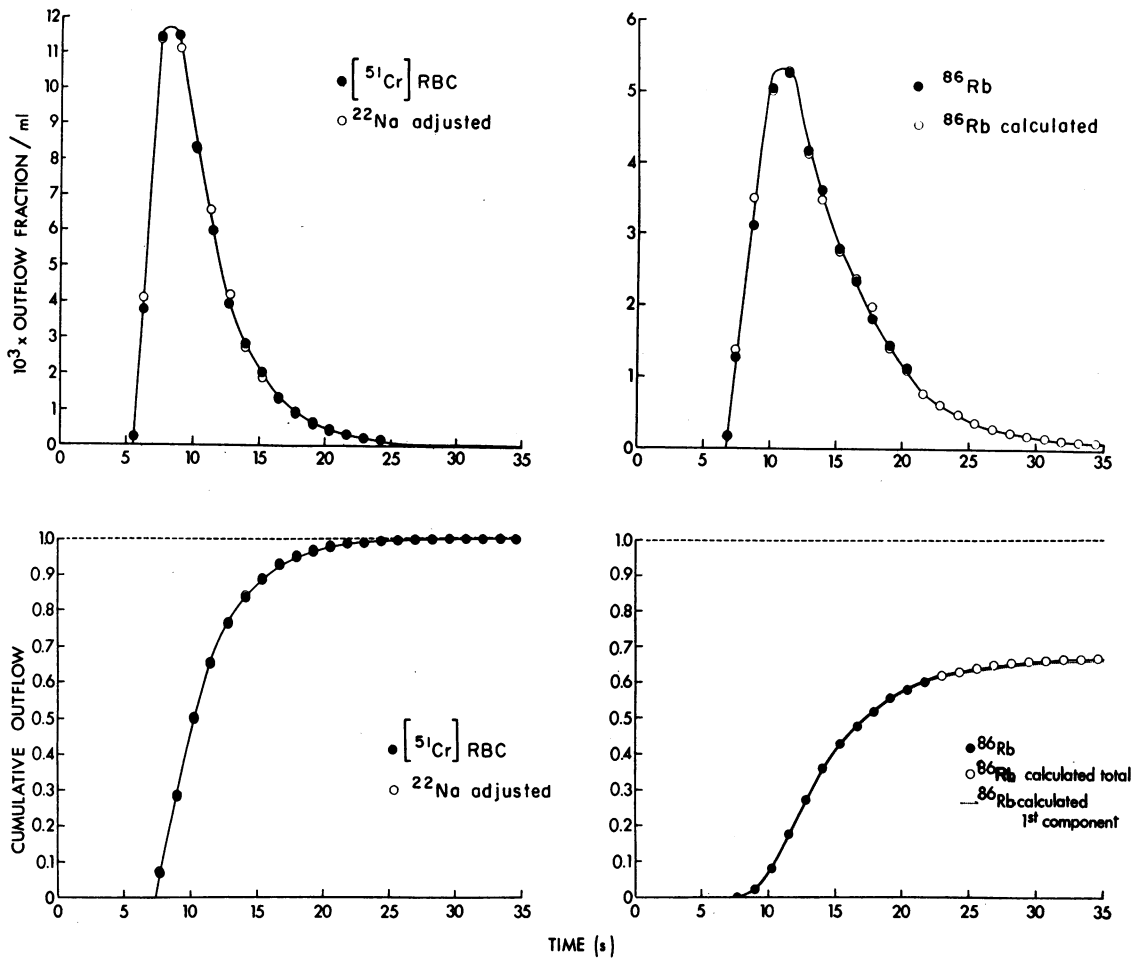 10³ x OUTFLOW FRACTION / ml
12
11
10
9
8
7
6
5
4
3
2
1
0
0 5 10 15 20 25 30 35
[⁵¹Cr] RBC
²²Na adjusted
6
5
4
3
2
1
0
0 5 10 15 20 25 30 35
⁸⁶Rb
⁸⁶Rb calculated
CUMULATIVE OUTFLOW
1.0
0.9
0.8
0.7
0.6
0.5
0.4
0.3
0.2
0.1
0
0 5 10 15 20 25 30 35
[⁵¹Cr] RBC
²²Na adjusted
1.0
0.9
0.8
0.7
0.6
0.5
0.4
0.3
0.2
0.1
0
0 5 10 15 20 25 30 35
⁸⁶Rb
⁸⁶Rb calculated total
⁸⁶Rb calculated
1st component
TIME (s)